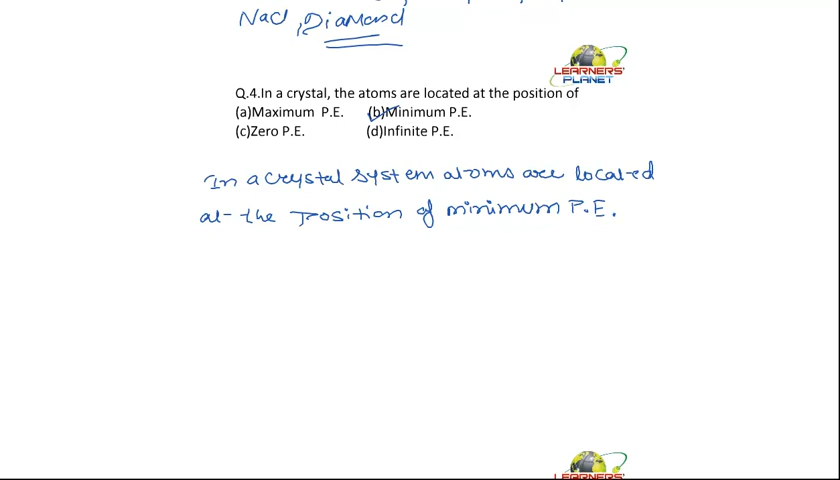 Nacl, Diamond
LEARNERS'
PLANET
Q.4.In a crystal, the atoms are located at the position of
(a)Maximum P.E. (b)Minimum P.E.
(c)Zero P.E. (d)Infinite P.E.
In a crystal system atoms are located
at the position of minimum P.E.
LEARNERS'